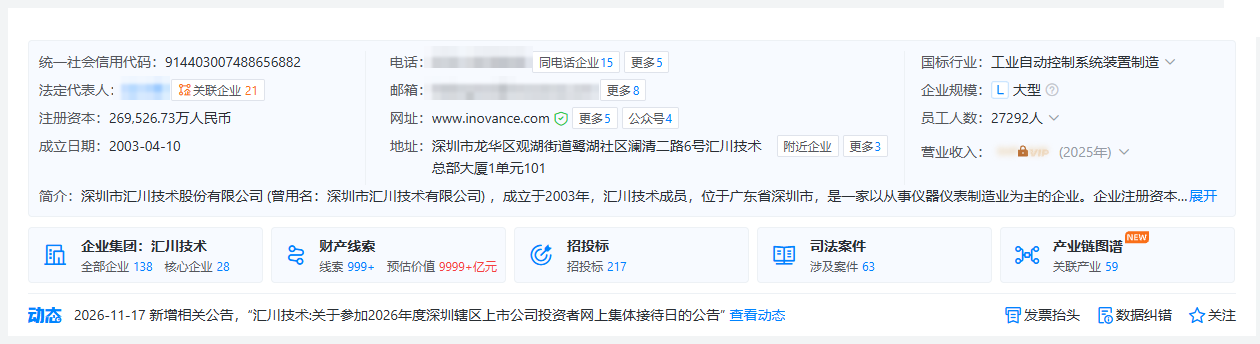 统一社会信用代码：914403007488656882
法定代表人： 关联企业 21
注册资本：269,526.73万人民币
成立日期：2003-04-10
电话： 同电话企业15 更多5
邮箱： 更多8
网址：www.inovance.com 更多5 公众号4
地址：深圳市龙华区观湖街道鹭湖社区澜清二路6号汇川技术 附近企业 更多3
总部大厦1单元101
国标行业：工业自动控制系统装置制造
企业规模：L 大型
员工人数：27292人
营业收入： VIP (2025年)
简介：深圳市汇川技术股份有限公司 (曾用名：深圳市汇川技术有限公司) ，成立于2003年，汇川技术成员，位于广东省深圳市，是一家以从事仪器仪表制造业为主的企业。企业注册资本...展开
企业集团：汇川技术
全部企业 138 核心企业 28
财产线索
线索 999+ 预估价值 9999+亿元
招投标
招投标 217
司法案件
涉及案件 63
产业链图谱 NEW
关联产业 59
动态 2026-11-17 新增相关公告，“汇川技术:关于参加2026年度深圳辖区上市公司投资者网上集体接待日的公告” 查看动态
发票抬头 数据纠错 关注